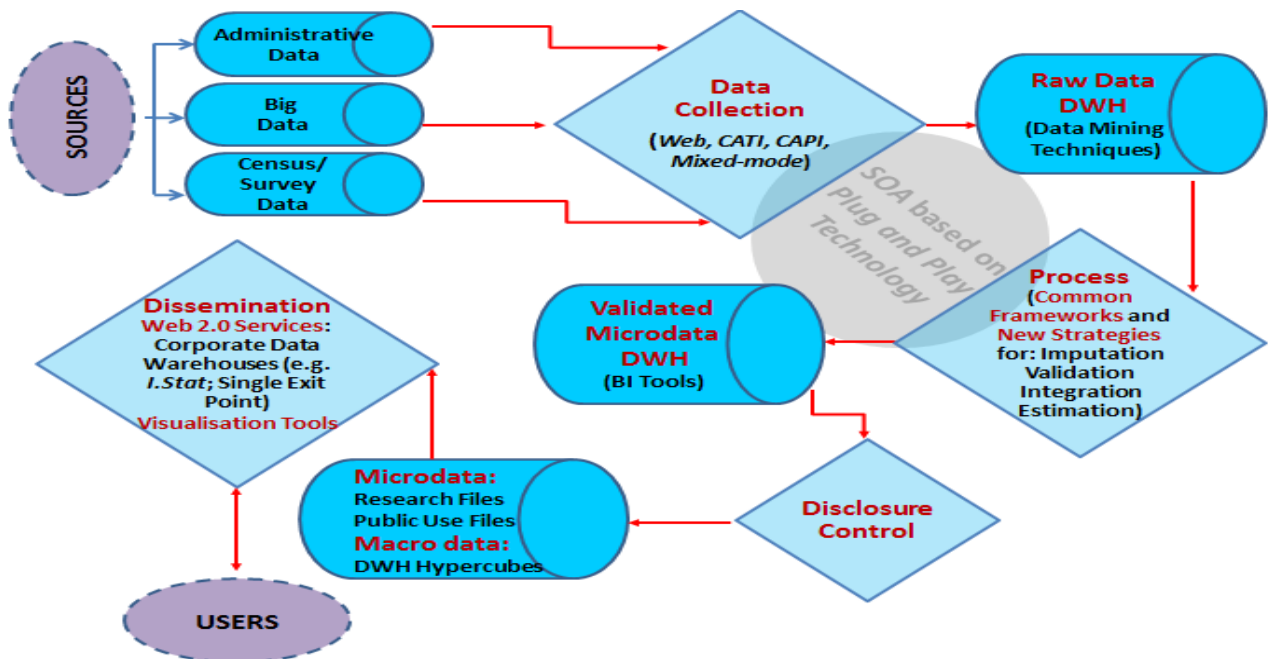 SOURCES
Administrative
Data
Big
Data
Census/
Survey
Data
Data
Collection
(Web, CATI, CAPI,
Mixed-mode)
Raw Data
DWH
(Data Mining
Techniques)
SOA based on
Plug and Play
Technology
Process
(Common
Frameworks and
New Strategies
for: Imputation
Validation
Integration
Estimation)
Validated
Microdata
DWH
(BI Tools)
Disclosure
Control
Microdata:
Research Files
Public Use Files
Macro data:
DWH Hypercubes
Dissemination
Web 2.0 Services:
Corporate Data
Warehouses (e.g.
I.Stat; Single Exit
Point)
Visualisation Tools
USERS